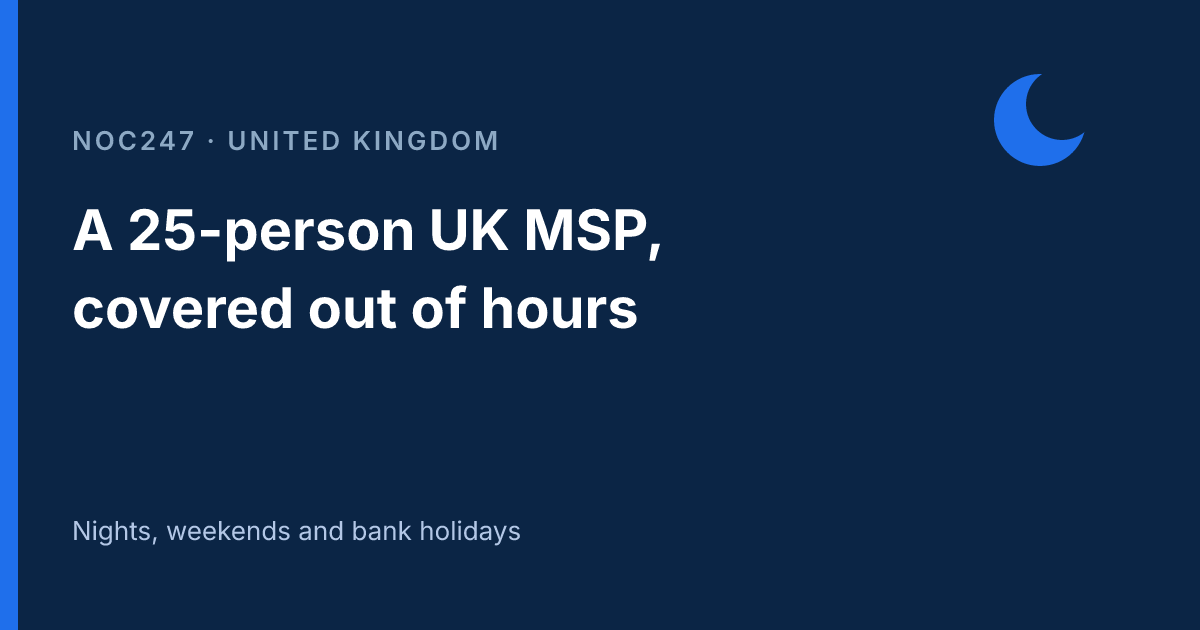 NOC247 · UNITED KINGDOM
A 25-person UK MSP,
covered out of hours
Nights, weekends and bank holidays